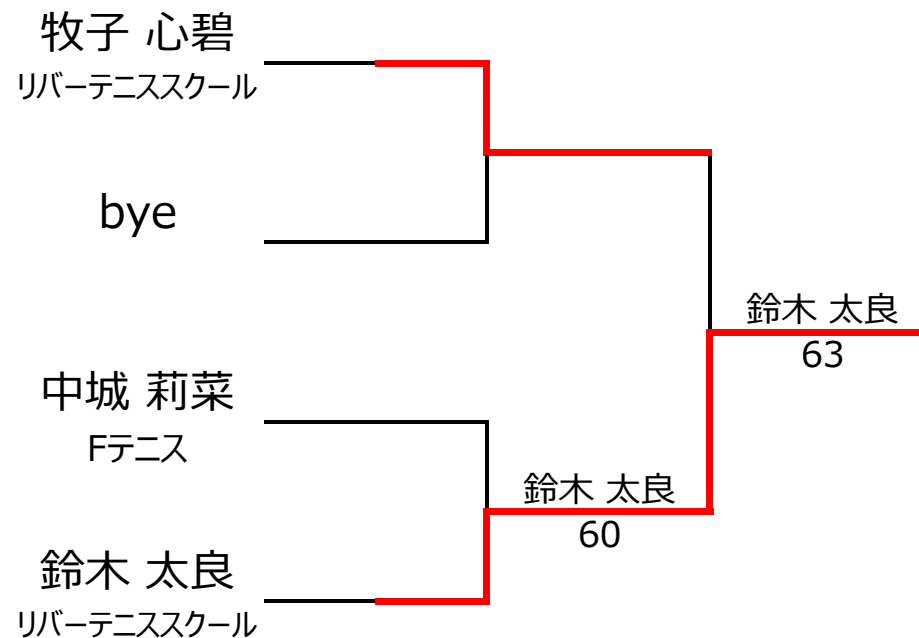 牧子 心碧
リバーテニススクール
bye
中城 莉菜
Fテニス
鈴木 太良
リバーテニススクール
鈴木 太良
60
鈴木 太良
63